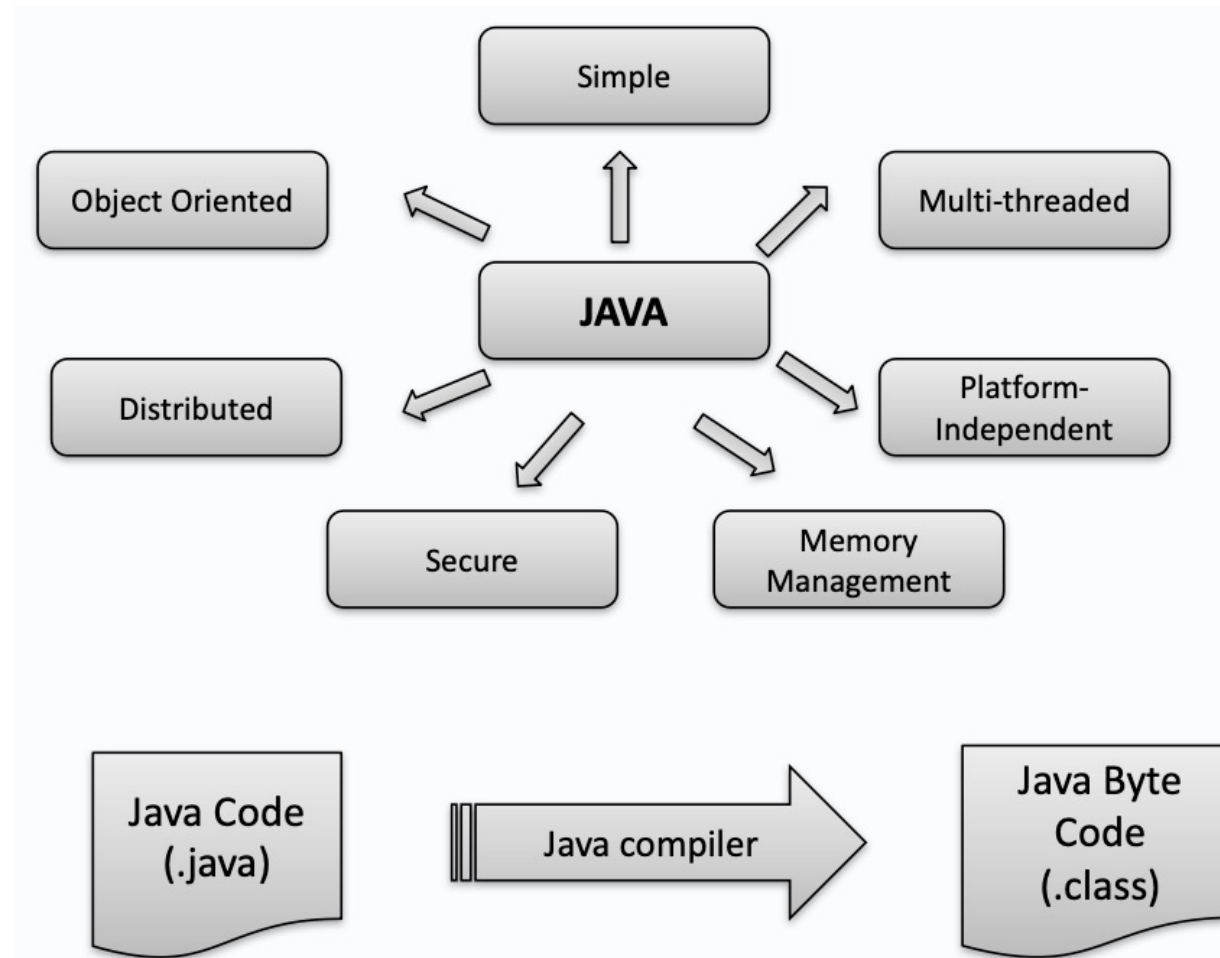 Simple
Object Oriented
Multi-threaded
JAVA
Distributed
Platform-
Independent
Secure
Memory
Management
Java Code
(.java)
Java compiler
Java Byte
Code
(.class)